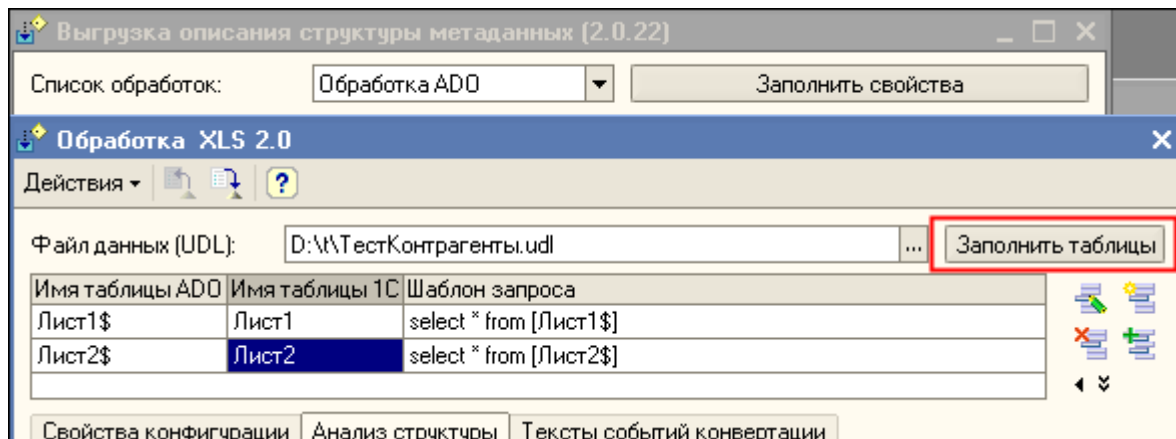 Выгрузка описания структуры метаданных (2.0.22)
Список обработок: Обработка ADO Заполнить свойства
Обработка XLS 2.0
Действия ?
Файл данных (UDL): D:\t\ТестКонтрагенты.udl ... Заполнить таблицы
Имя таблицы ADO Имя таблицы 1С Шаблон запроса
Лист1$ Лист1 select * from [Лист1$]
Лист2$ Лист2 select * from [Лист2$]
Свойства конфигурации Анализ структуры Тексты событий конвертации